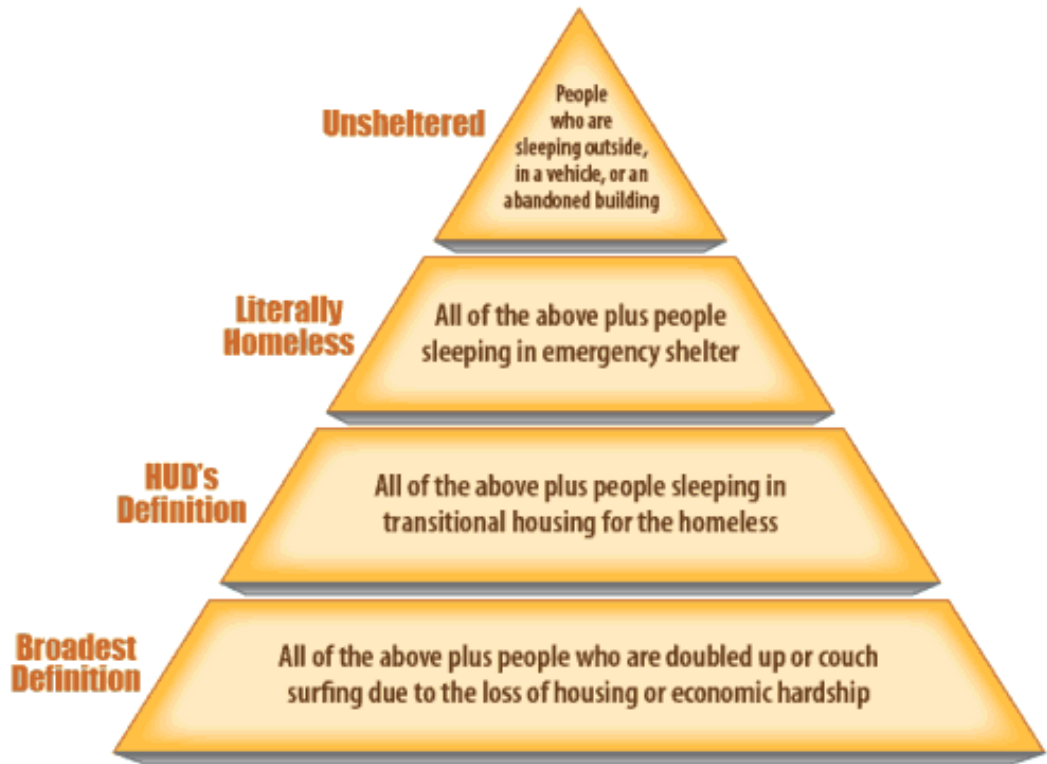 Unsheltered
People
who are
sleeping outside,
in a vehicle, or an
abandoned building
Literally
Homeless
All of the above plus people
sleeping in emergency shelter
HUD's
Definition
All of the above plus people sleeping in
transitional housing for the homeless
Broadest
Definition
All of the above plus people who are doubled up or couch
surfing due to the loss of housing or economic hardship